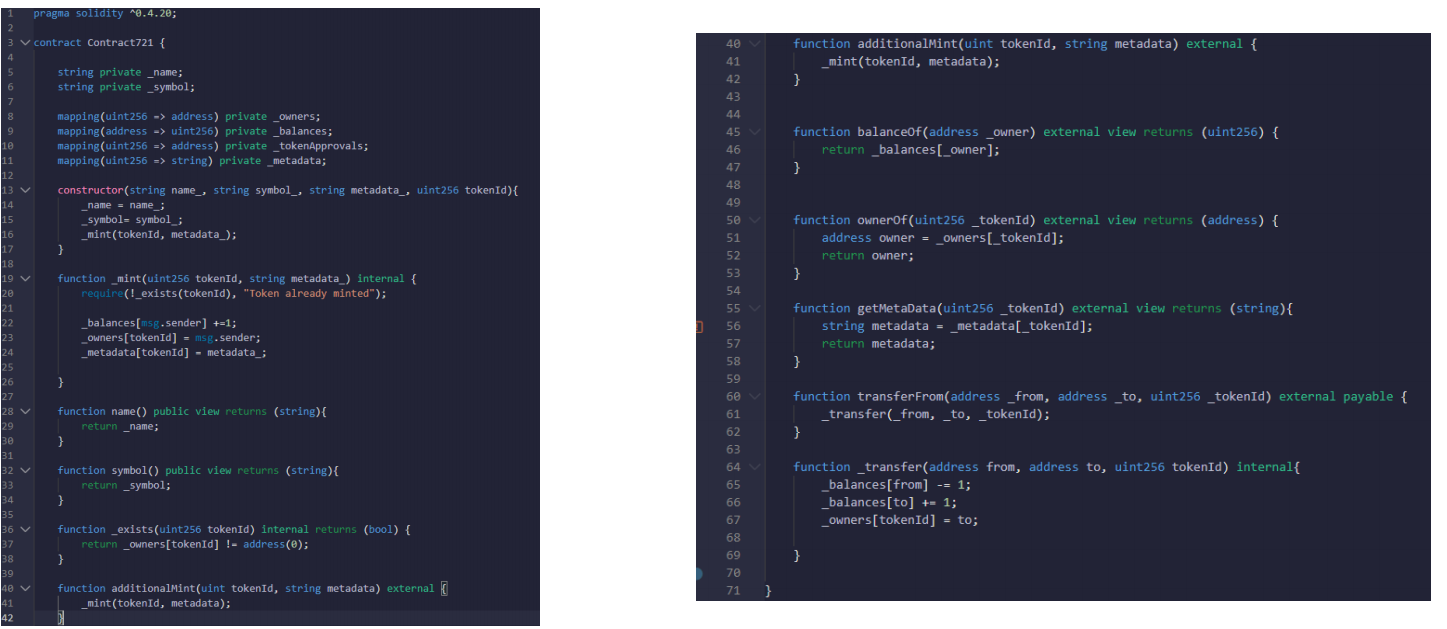 1 pragma solidity ^0.4.20;
2
3 contract Contract721 {
4
5 string private _name;
6 string private _symbol;
7
8 mapping(uint256 => address) private _owners;
9 mapping(address => uint256) private _balances;
10 mapping(uint256 => address) private _tokenApprovals;
11 mapping(uint256 => string) private _metadata;
12
13 constructor(string name_, string symbol_, string metadata_, uint256 tokenId){
14 _name = name_;
15 _symbol= symbol_;
16 _mint(tokenId, metadata_);
17 }
18
19 function _mint(uint256 tokenId, string metadata_) internal {
20 require(!_exists(tokenId), "Token already minted");
21
22 _balances[msg.sender] +=1;
23 _owners[tokenId] = msg.sender;
24 _metadata[tokenId] = metadata_;
25
26 }
27
28 function name() public view returns (string){
29 return _name;
30 }
31
32 function symbol() public view returns (string){
33 return _symbol;
34 }
35
36 function _exists(uint256 tokenId) internal returns (bool) {
37 return _owners[tokenId] != address(0);
38 }
39
40 function additionalMint(uint tokenId, string metadata) external {
41 _mint(tokenId, metadata);
42 }
40 function additionalMint(uint tokenId, string metadata) external {
41 _mint(tokenId, metadata);
42 }
43
44
45 function balanceOf(address _owner) external view returns (uint256) {
46 return _balances[_owner];
47 }
48
49
50 function ownerOf(uint256 _tokenId) external view returns (address) {
51 address owner = _owners[_tokenId];
52 return owner;
53 }
54
55 function getMetaData(uint256 _tokenId) external view returns (string){
56 string metadata = _metadata[_tokenId];
57 return metadata;
58 }
59
60 function transferFrom(address _from, address _to, uint256 _tokenId) external payable {
61 _transfer(_from, _to, _tokenId);
62 }
63
64 function _transfer(address from, address to, uint256 tokenId) internal{
65 _balances[from] -= 1;
66 _balances[to] += 1;
67 _owners[tokenId] = to;
68
69 }
70
71 }